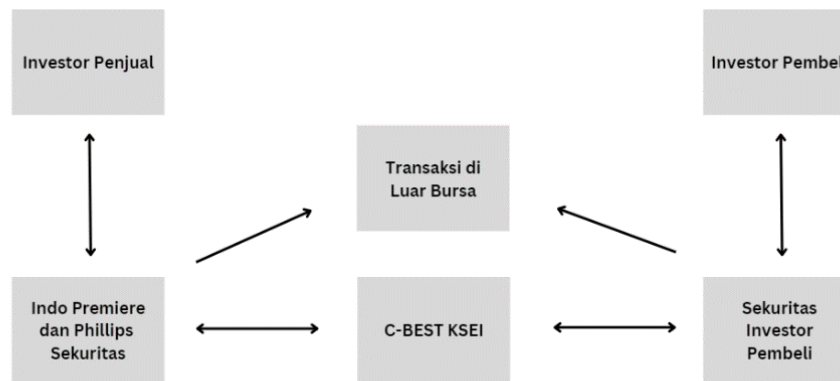 Investor Penjual
Investor Pembeli
Transaksi di
Luar Bursa
Indo Premiere
dan Phillips
Sekuritas
C-BEST KSEI
Sekuritas
Investor
Pembeli